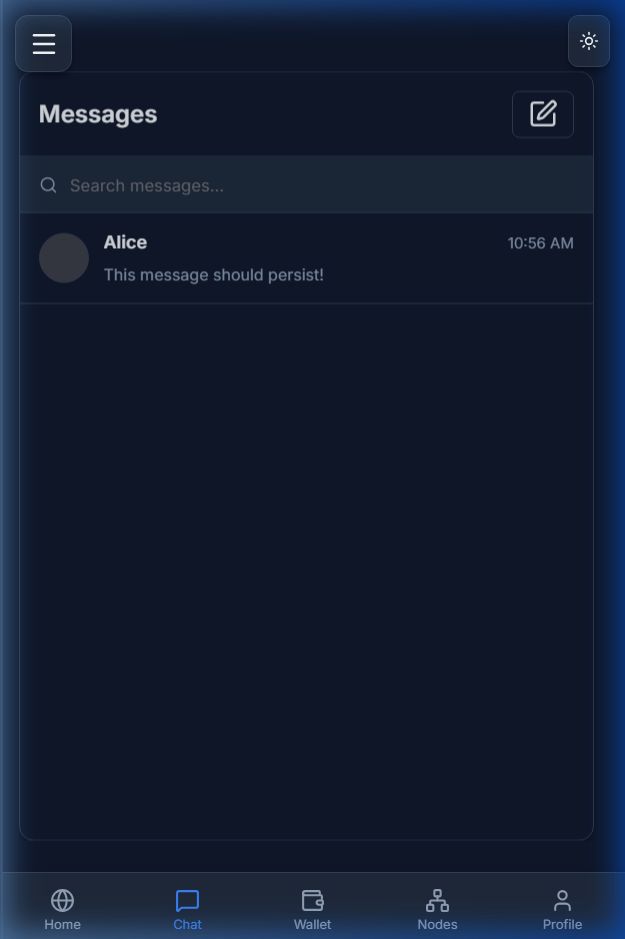 Messages
Search messages...
Alice
10:56 AM
This message should persist!
Home
Chat
Wallet
Nodes
Profile